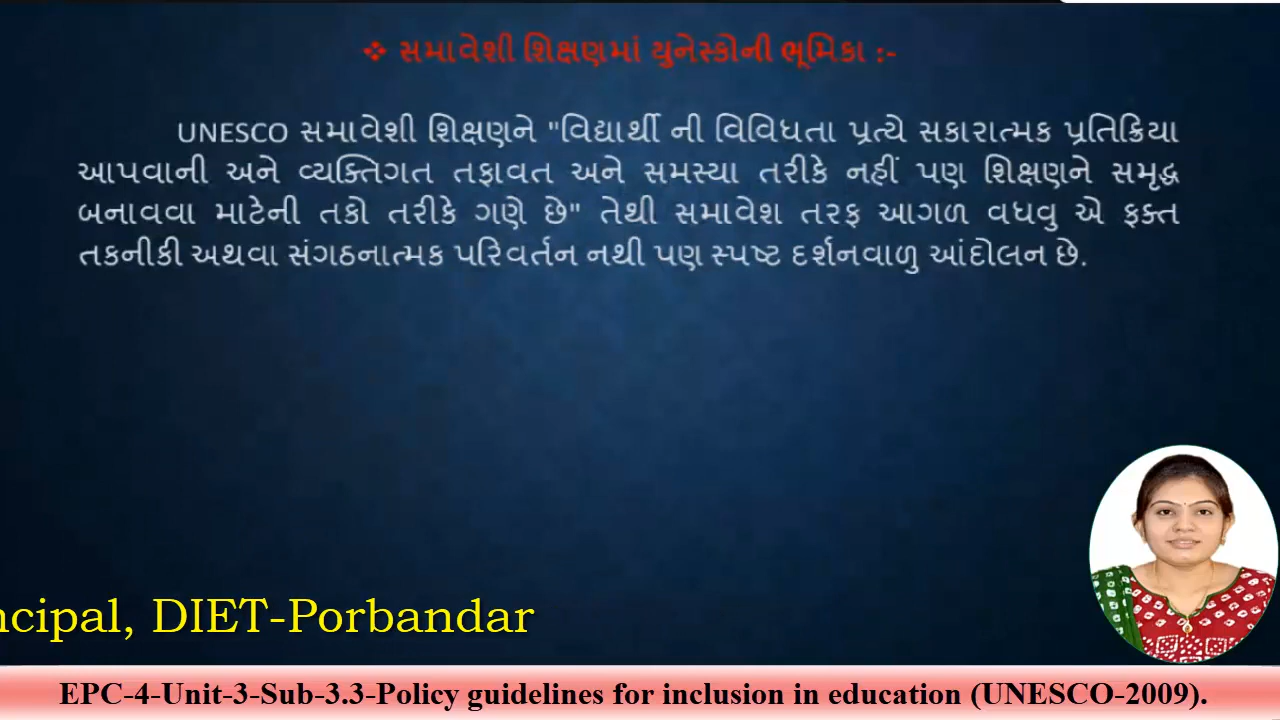 ❖ સમાવેશી શિક્ષણમાં યુનેસ્કોની ભૂમિકા :-
UNESCO સમાવેશી શિક્ષણને "વિદ્યાર્થી ની વિવિધતા પ્રત્યે સકારાત્મક પ્રતિક્રિયા
આપવાની અને વ્યક્તિગત તફાવત અને સમસ્યા તરીકે નહીં પણ શિક્ષણને સમૃદ્ધ
બનાવવા માટેની તકો તરીકે ગણે છે" તેથી સમાવેશ તરફ આગળ વધવુ એ ફક્ત
તકનીકી અથવા સંગઠનાત્મક પરિવર્તન નથી પણ સ્પષ્ટ દર્શનવાળુ આંદોલન છે.
ncipal, DIET-Porbandar
EPC-4-Unit-3-Sub-3.3-Policy guidelines for inclusion in education (UNESCO-2009).